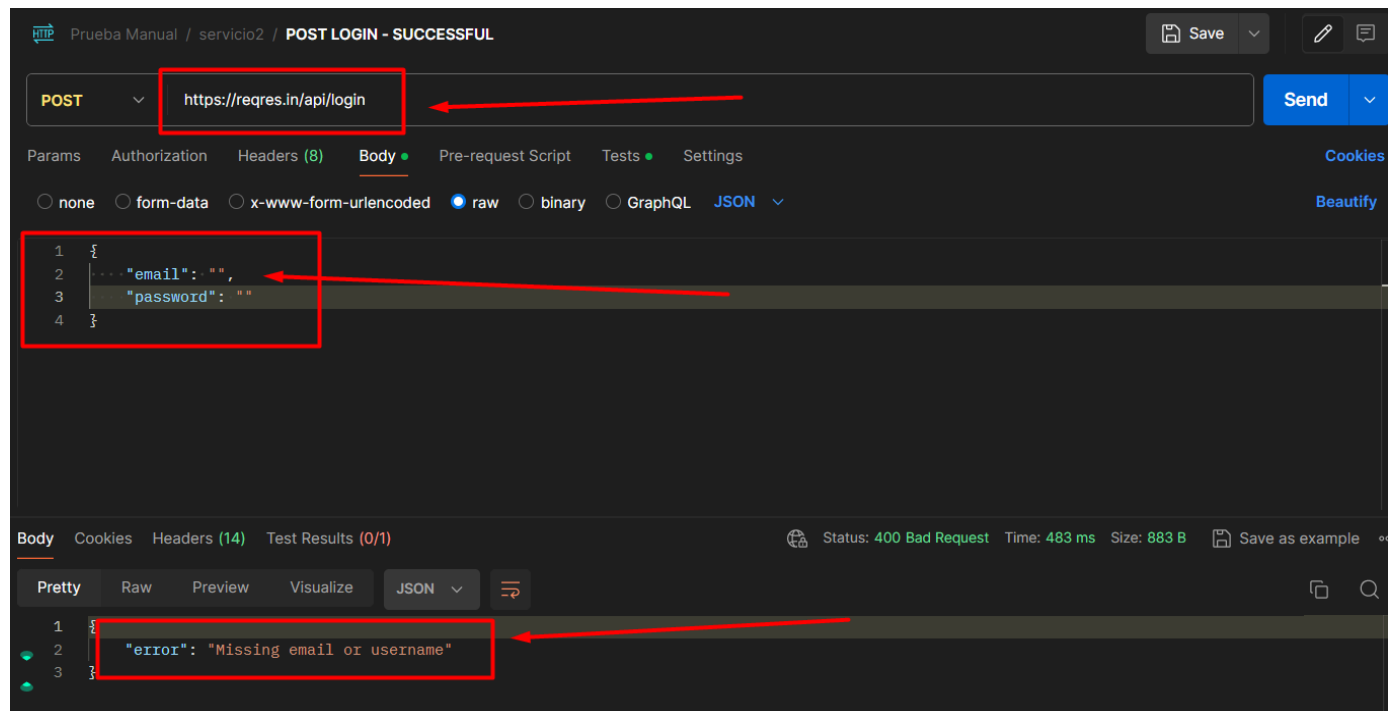 HTTP Prueba Manual / servicio2 / POST LOGIN - SUCCESSFUL Save
POST https://reqres.in/api/login Send
Params Authorization Headers (8) Body Pre-request Script Tests Settings Cookies
none form-data x-www-form-urlencoded raw binary GraphQL JSON Beautify
1 {
2 "email": "",
3 "password": ""
4 }
Body Cookies Headers (14) Test Results (0/1) Status: 400 Bad Request Time: 483 ms Size: 883 B Save as example
Pretty Raw Preview Visualize JSON
1 {
2 "error": "Missing email or username"
3 }